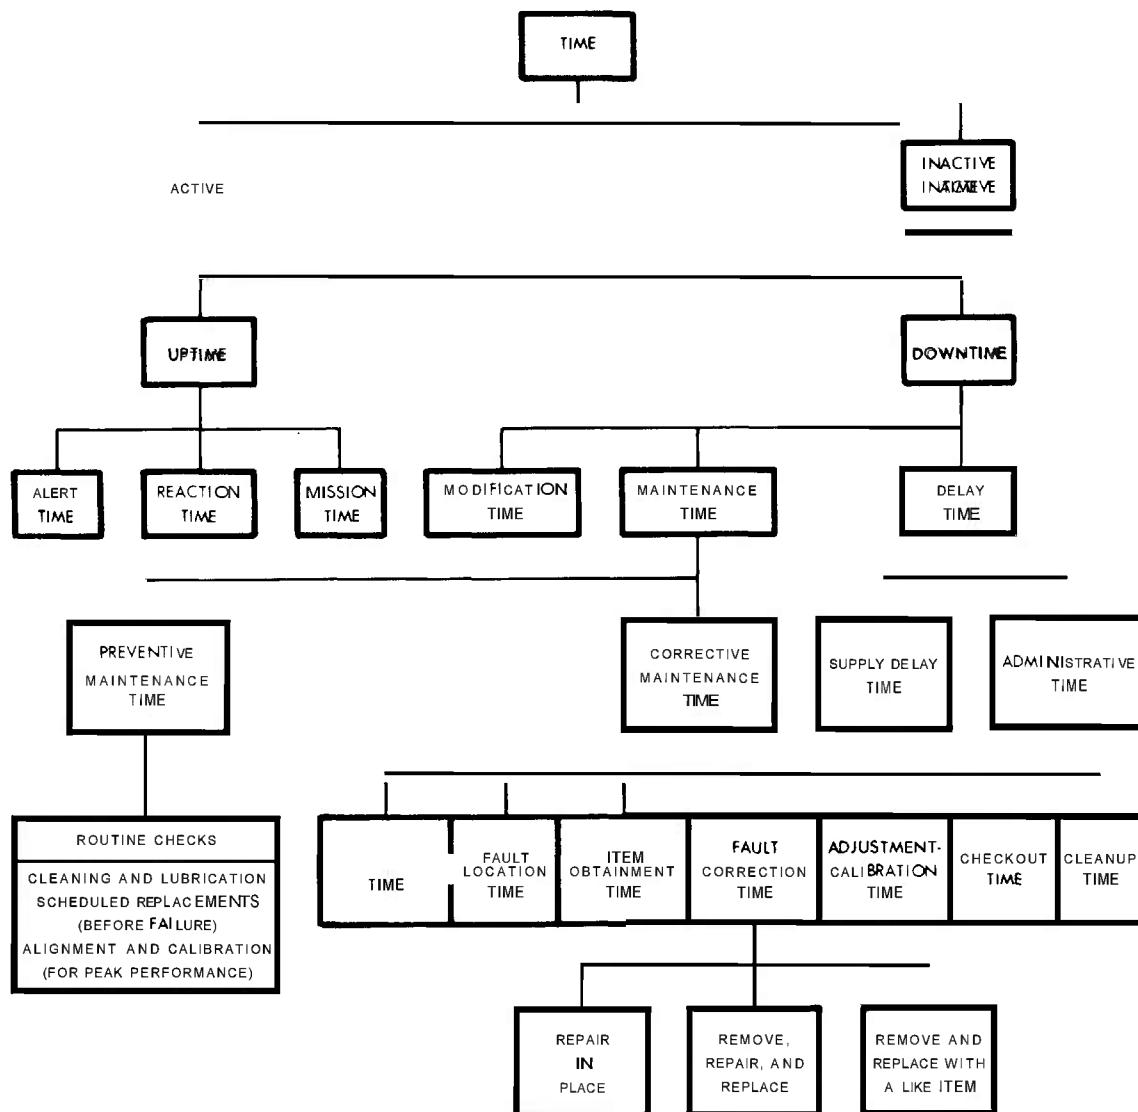 TIME
INACTIVE
ACTIVE
UPTIME
DOWNTIME
ALERT
TIME
REACTION
TIME
MISSION
TIME
MODIFICATION
TIME
MAINTENANCE
TIME
DELAY
TIME
PREVENTIVE
MAINTENANCE
TIME
CORRECTIVE
MAINTENANCE
TIME
SUPPLY DELAY
TIME
ADMINISTRATIVE
TIME
ROUTINE CHECKS
CLEANING AND LUBRICATION
SCHEDULED REPLACEMENTS
(BEFORE FAILURE)
ALIGNMENT AND CALIBRATION
(FOR PEAK PERFORMANCE)
TIME
FAULT
LOCATION
TIME
ITEM
OBTAINMENT
TIME
FAULT
CORRECTION
TIME
ADJUSTMENT-
CALIBRATION
TIME
CHECKOUT
TIME
CLEANUP
TIME
REPAIR
IN
PLACE
REMOVE,
REPAIR, AND
REPLACE
REMOVE AND
REPLACE WITH
A LIKE ITEM